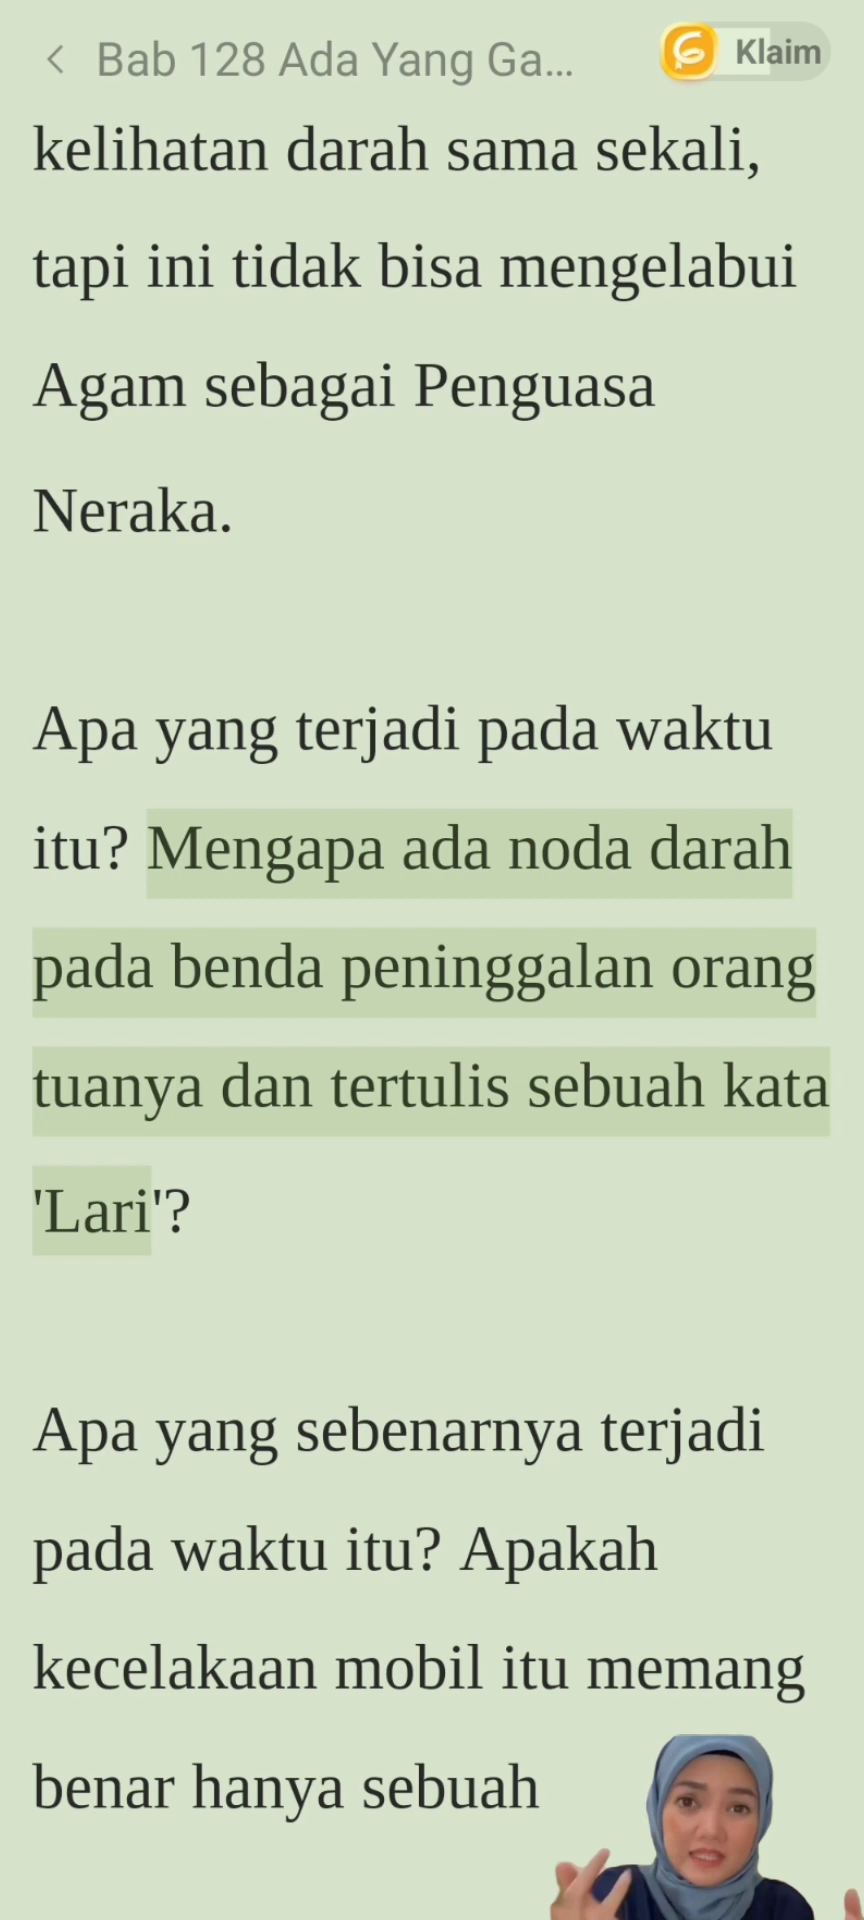 Bab 128 Ada Yang Ga...
Klaim
kelihatan darah sama sekali,
tapi ini tidak bisa mengelabui
Agam sebagai Penguasa
Neraka.
Apa yang terjadi pada waktu
itu? Mengapa ada noda darah
pada benda peninggalan orang
tuanya dan tertulis sebuah kata
'Lari'?
Apa yang sebenarnya terjadi
pada waktu itu? Apakah
kecelakaan mobil itu memang
benar hanya sebuah